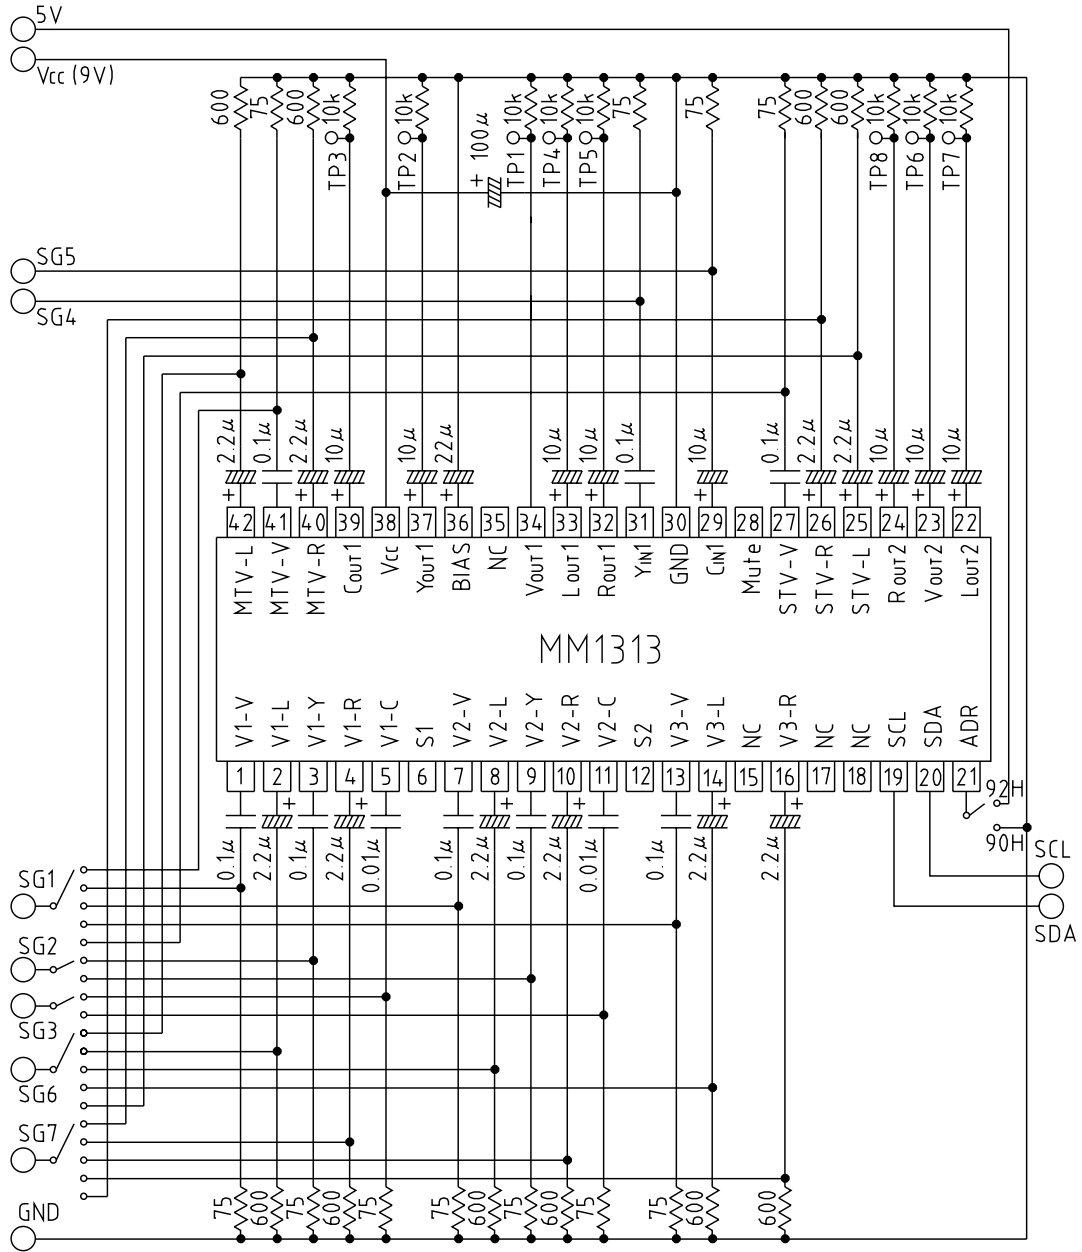 5V
Vcc (9V)
600
75
600
10k
10k
10k
10k
10k
75
75
75
600
600
10k
10k
10k
TP3
TP2
+ 100μ
TP1
TP4
TP5
TP8
TP6
TP7
SG5
SG4
2.2μ
0.1μ
2.2μ
10μ
10μ
22μ
10μ
10μ
0.1μ
10μ
0.1μ
2.2μ
2.2μ
10μ
10μ
10μ
+ + + + + + + + + + + + +
42 41 40 39 38 37 36 35 34 33 32 31 30 29 28 27 26 25 24 23 22
MTV-L
MTV-V
MTV-R
COUT1
Vcc
YOUT1
BIAS
NC
VOUT1
LOUT1
ROUT1
YIN1
GND
CIN1
Mute
STV-V
STV-R
STV-L
ROUT2
VOUT2
LOUT2
MM1313
V1-V
V1-L
V1-Y
V1-R
V1-C
S1
V2-V
V2-L
V2-Y
V2-R
V2-C
S2
V3-V
V3-L
NC
V3-R
NC
NC
SCL
SDA
ADR
1 2 3 4 5 6 7 8 9 10 11 12 13 14 15 16 17 18 19 20 21
+ + + + + +
92H
90H
0.1μ
2.2μ
0.1μ
2.2μ
0.01μ
0.1μ
2.2μ
0.1μ
2.2μ
0.01μ
0.1μ
2.2μ
2.2μ
SCL
SDA
SG1
SG2
SG3
SG6
SG7
GND
75
600
75
600
75
75
600
75
600
75
75
600
600